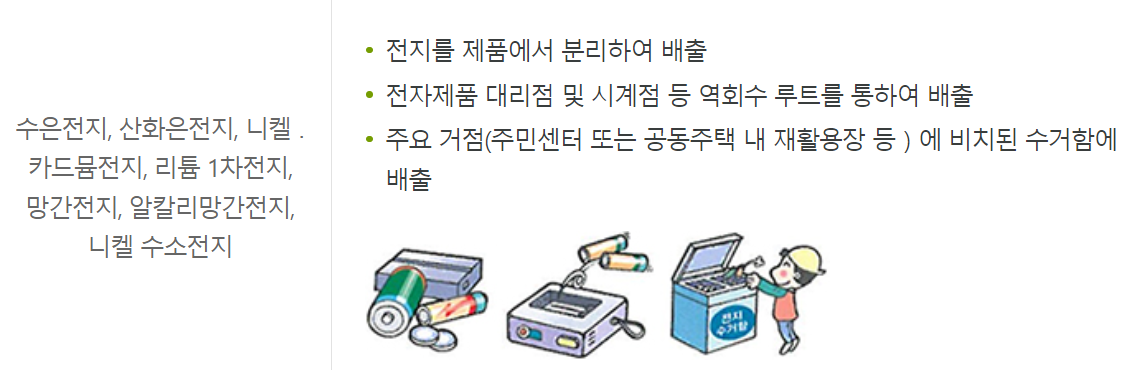 수은전지, 산화은전지, 니켈 .
카드뮴전지, 리튬 1차전지,
망간전지, 알칼리망간전지,
니켈 수소전지
전지를 제품에서 분리하여 배출
전자제품 대리점 및 시계점 등 역회수 루트를 통하여 배출
주요 거점(주민센터 또는 공동주택 내 재활용장 등 ) 에 비치된 수거함에
배출
전지
수거함